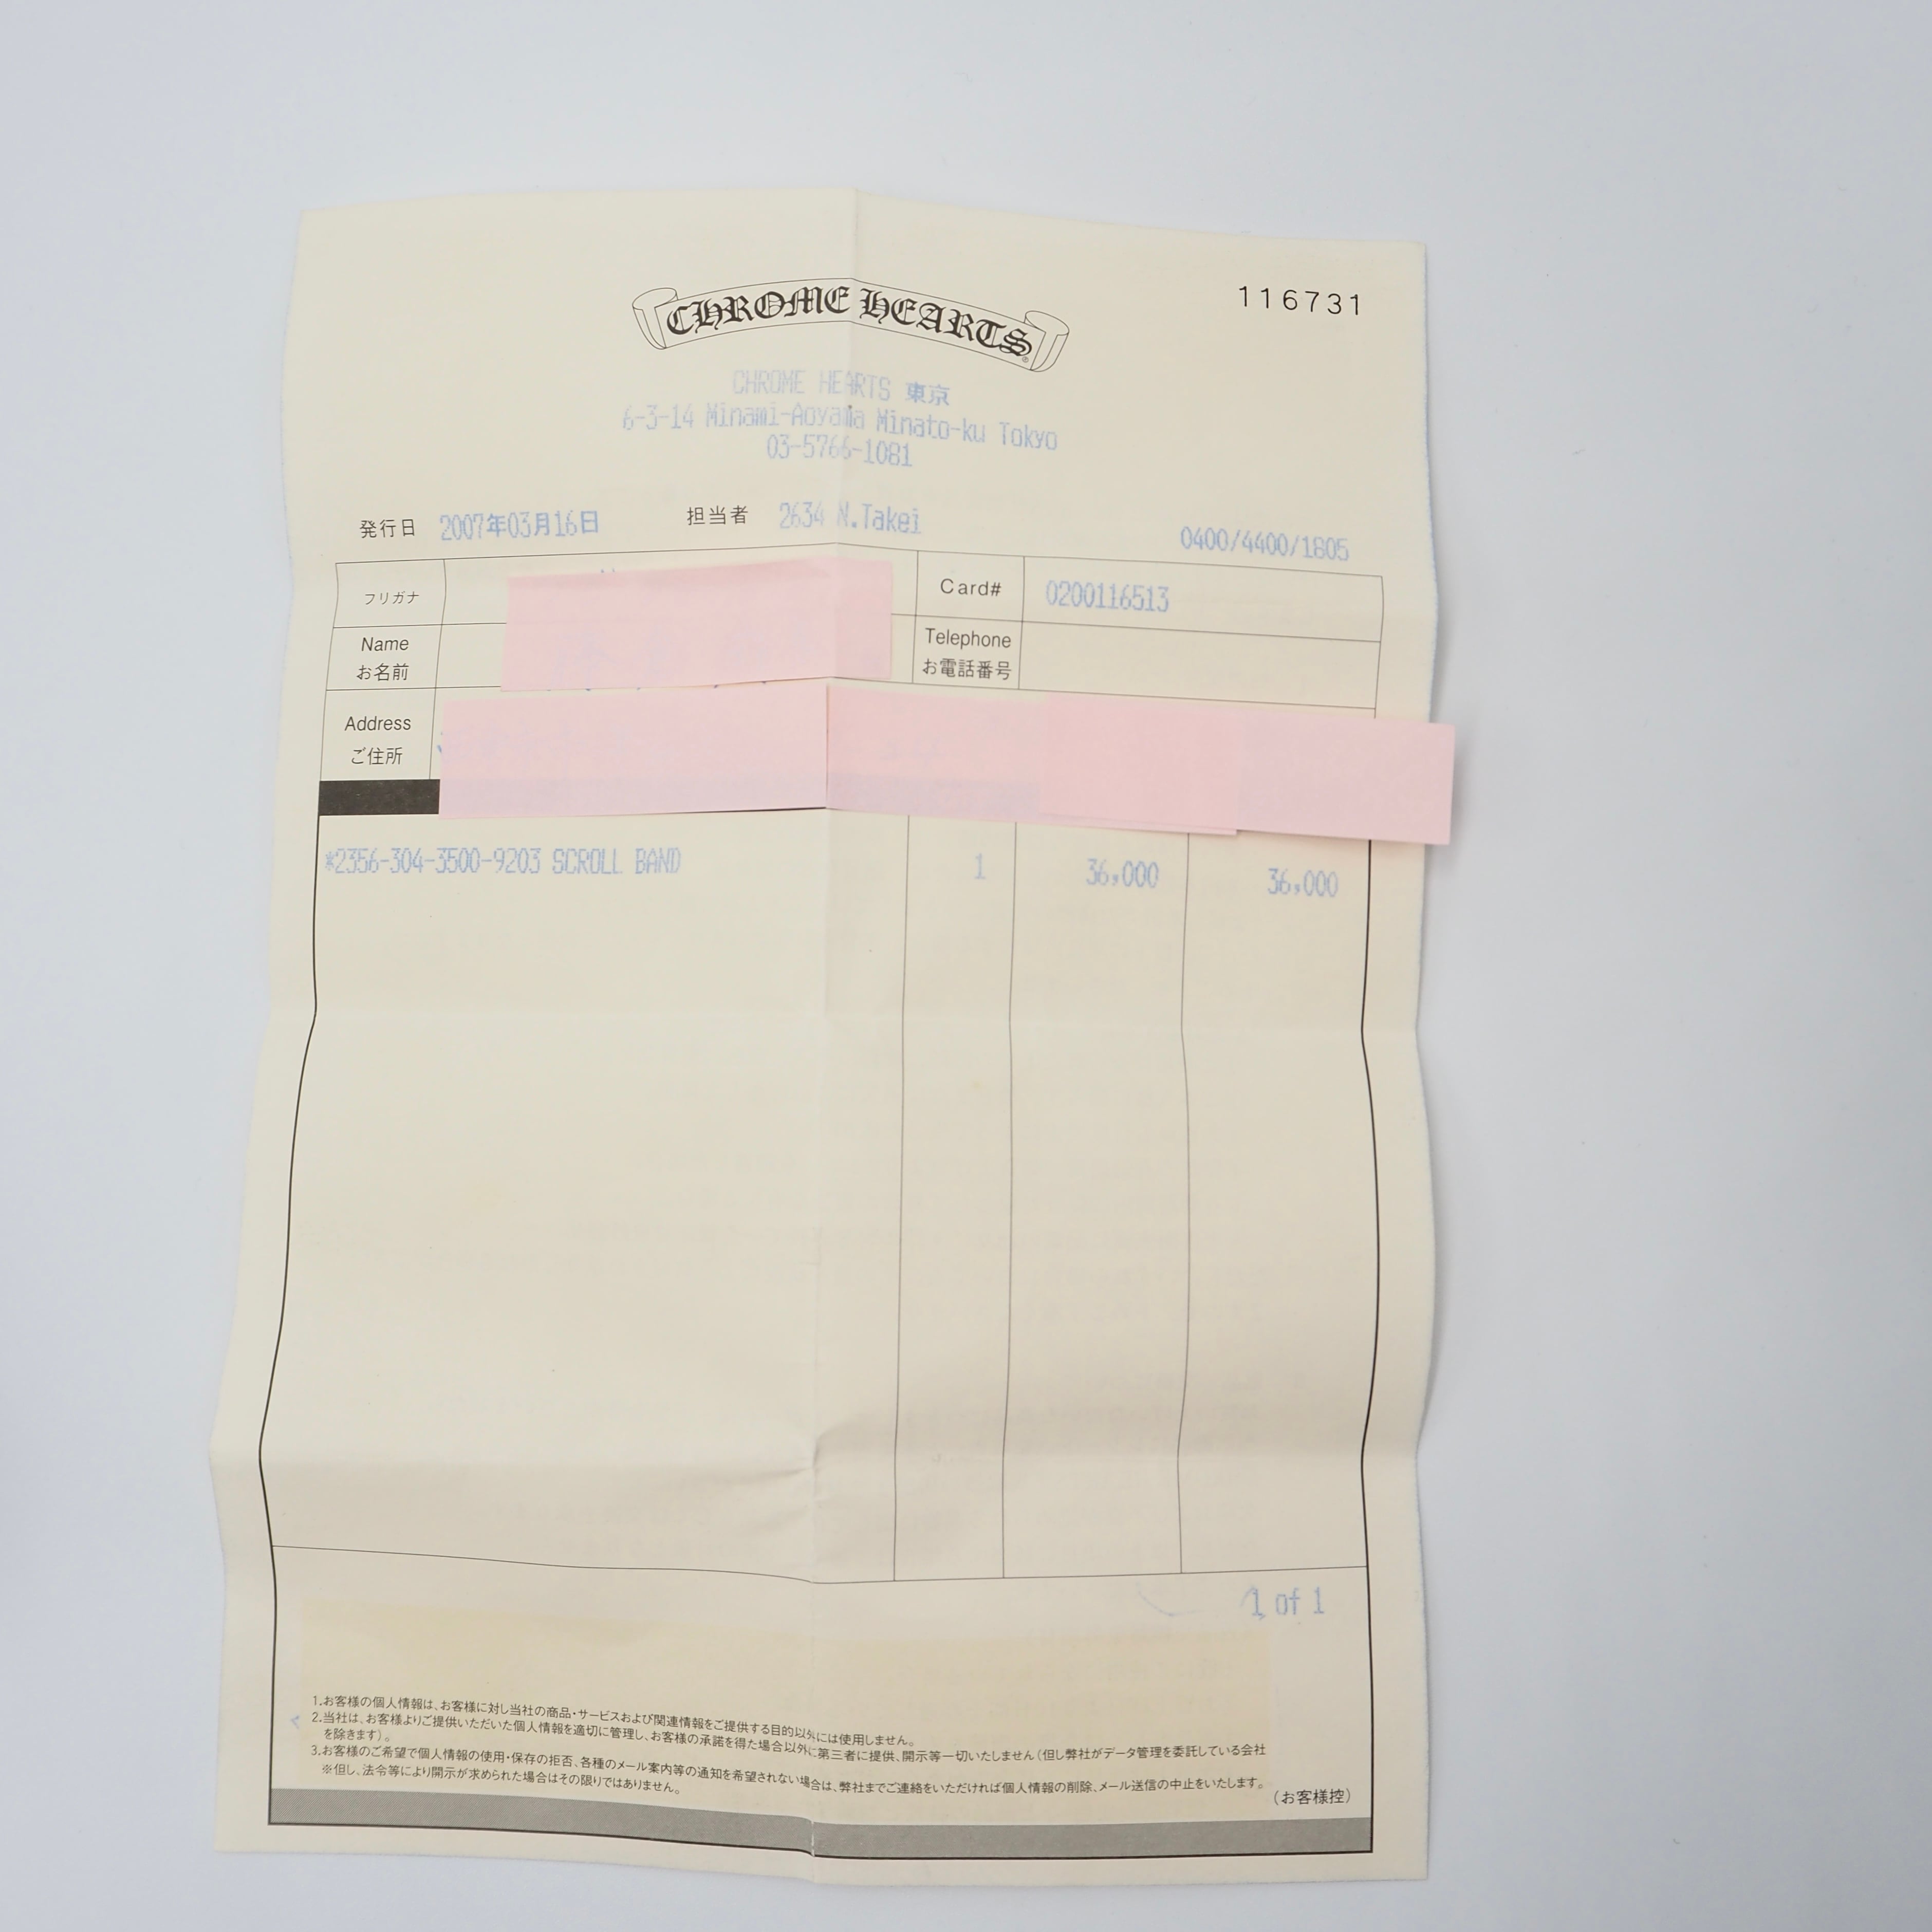 116731
CHROME HEARTS®
CHROME HEARTS 東京
6-3-14 Minami-Aoyama Minato-ku Tokyo
03-5766-1081
発行日 2007年03月16日 担当者 2634 N.Takei
0400/4400/1805
フリガナ
Card# 0200116513
Name
お名前
Telephone
お電話番号
Address
ご住所
*2356-304-3500-9203 SCROLL BAND 1 36,000 36,000
1 of 1
1.お客様の個人情報は、お客様に対し当社の商品・サービスおよび関連情報をご提供する目的以外には使用しません。
2.当社は、お客様よりご提供いただいた個人情報を適切に管理し、お客様の承諾を得た場合以外に第三者に提供、開示等一切いたしません(但し弊社がデータ管理を委託している会社
を除きます)。
3.お客様のご希望で個人情報の使用・保存の拒否、各種のメール案内等の通知を希望されない場合は、弊社までご連絡をいただければ個人情報の削除、メール送信の中止をいたします。
※但し、法令等により開示が求められた場合はその限りではありません。
(お客様控)